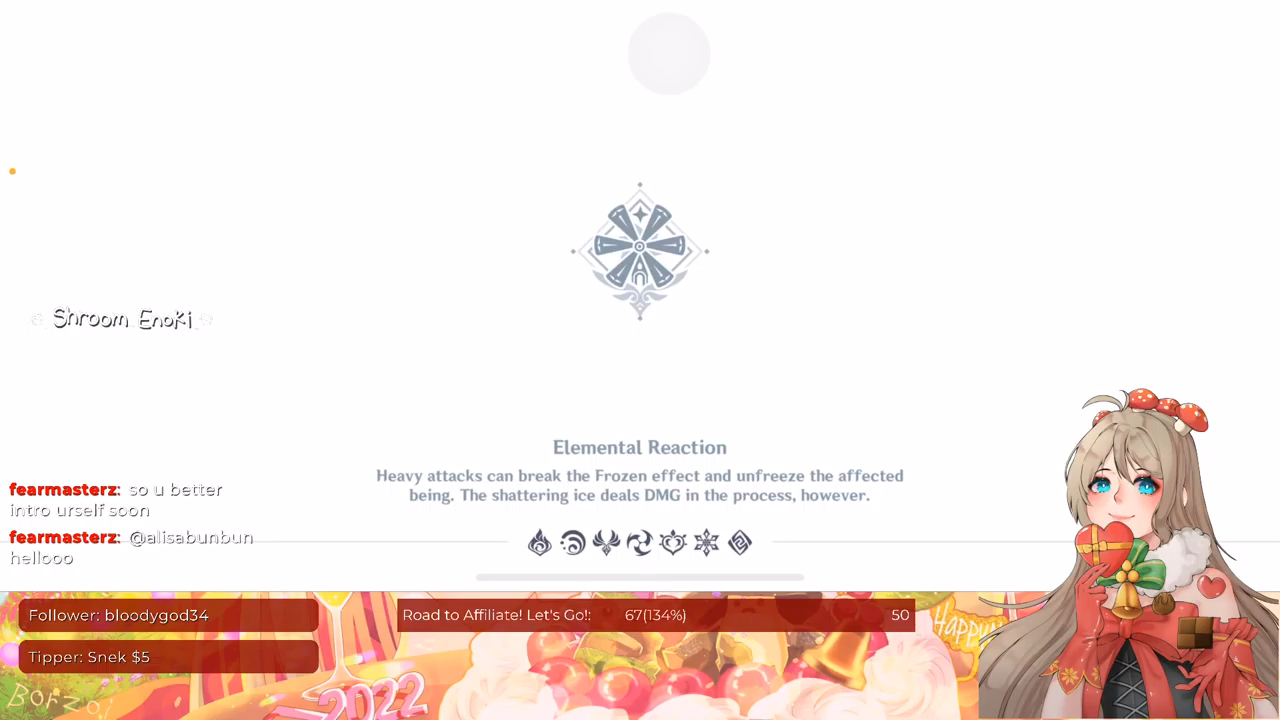 Shroom Enoki
Elemental Reaction
Heavy attacks can break the Frozen effect and unfreeze the affected
being. The shattering ice deals DMG in the process, however.
fearmasterz: so u better
intro urself soon
fearmasterz: @alisabunbun
hellooo
Follower: bloodygod34
Road to Affiliate! Let's Go!: 67(134%) 50
Tipper: Snek $5
Happy
2022